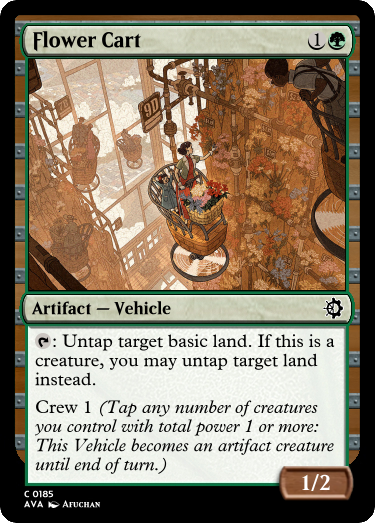 Flower Cart 1
9D
Artifact — Vehicle
: Untap target basic land. If this is a
creature, you may untap target land
instead.
Crew 1 (Tap any number of creatures
you control with total power 1 or more:
This Vehicle becomes an artifact creature
until end of turn.)
1/2
C 0185
AVA Afuchan